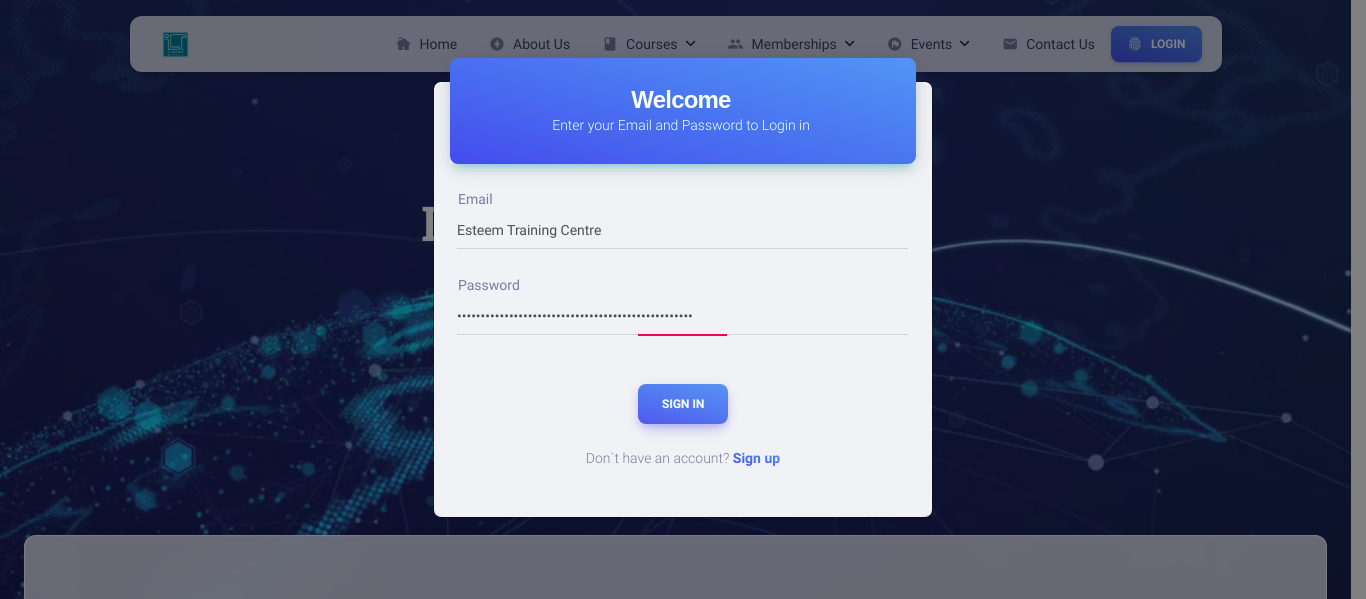 Home About Us Courses Memberships Events Contact Us LOGIN
Welcome
Enter your Email and Password to Login in
Email
Esteem Training Centre
Password
SIGN IN
Don`t have an account? Sign up